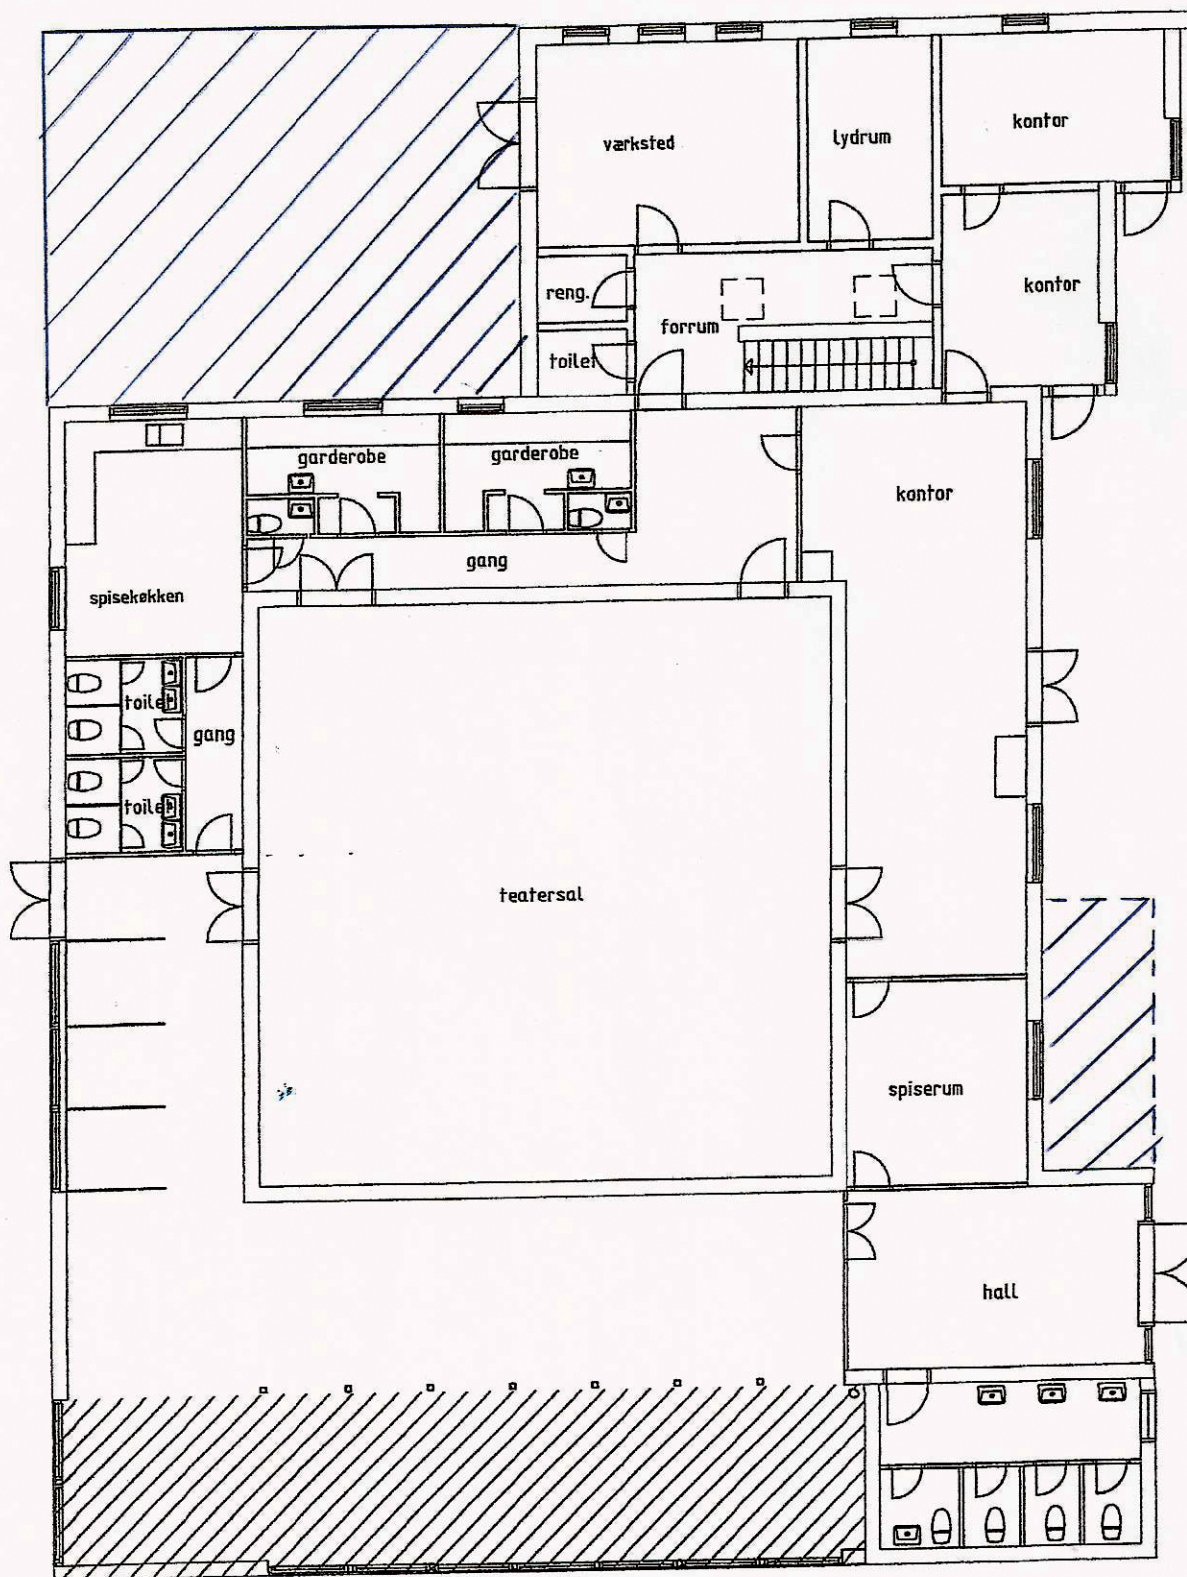 værksted
lydrum
kontor
reng.
forrum
kontor
toilet
garderobe
garderobe
kontor
gang
spisekøkken
toilet
gang
toilet
teatersal
spiserum
hall